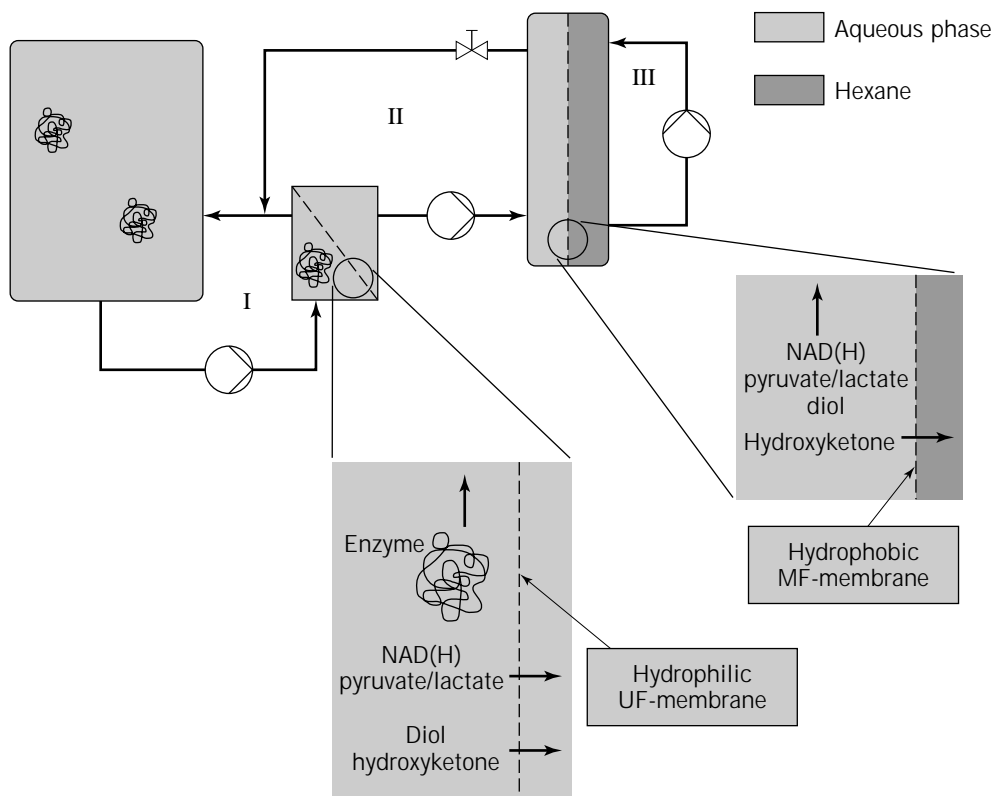 Aqueous phase
Hexane
III
II
I
NAD(H)
pyruvate/lactate
diol
Hydroxyketone
Hydrophobic
MF-membrane
Enzyme
NAD(H)
pyruvate/lactate
Diol
hydroxyketone
Hydrophilic
UF-membrane